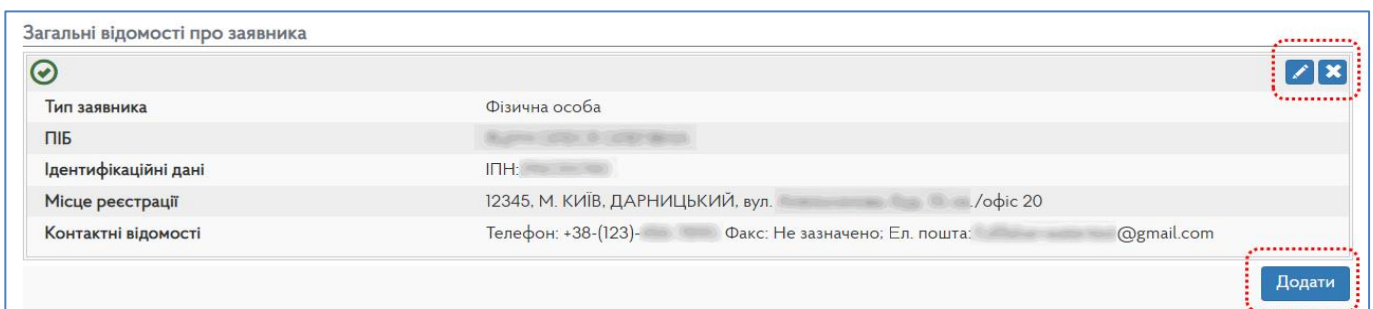 Загальні відомості про заявника
Тип заявника Фізична особа
ПІБ
Ідентифікаційні дані ІПН:
Місце реєстрації 12345, М. КИЇВ, ДАРНИЦЬКИЙ, вул. ./офіс 20
Контактні відомості Телефон: +38-(123)- Факс: Не зазначено; Ел. пошта: @gmail.com
Додати